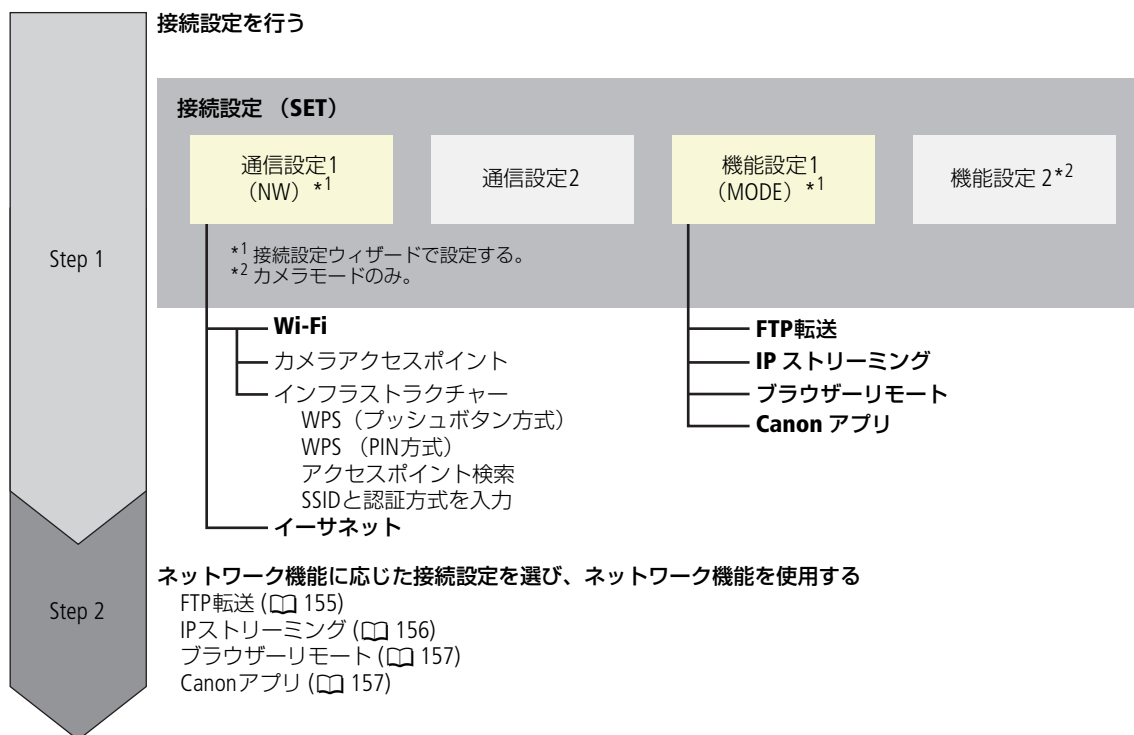 接続設定を行う
接続設定 （SET）
通信設定1
（NW）*1
通信設定2
機能設定1
（MODE）*1
機能設定 2*2
*1 接続設定ウィザードで設定する。
*2 カメラモードのみ。
Step 1
Wi-Fi
カメラアクセスポイント
インフラストラクチャー
WPS（プッシュボタン方式）
WPS （PIN方式）
アクセスポイント検索
SSIDと認証方式を入力
イーサネット
FTP転送
IP ストリーミング
ブラウザーリモート
Canon アプリ
Step 2
ネットワーク機能に応じた接続設定を選び、ネットワーク機能を使用する
FTP転送 (📖 155)
IPストリーミング (📖 156)
ブラウザーリモート (📖 157)
Canonアプリ (📖 157)